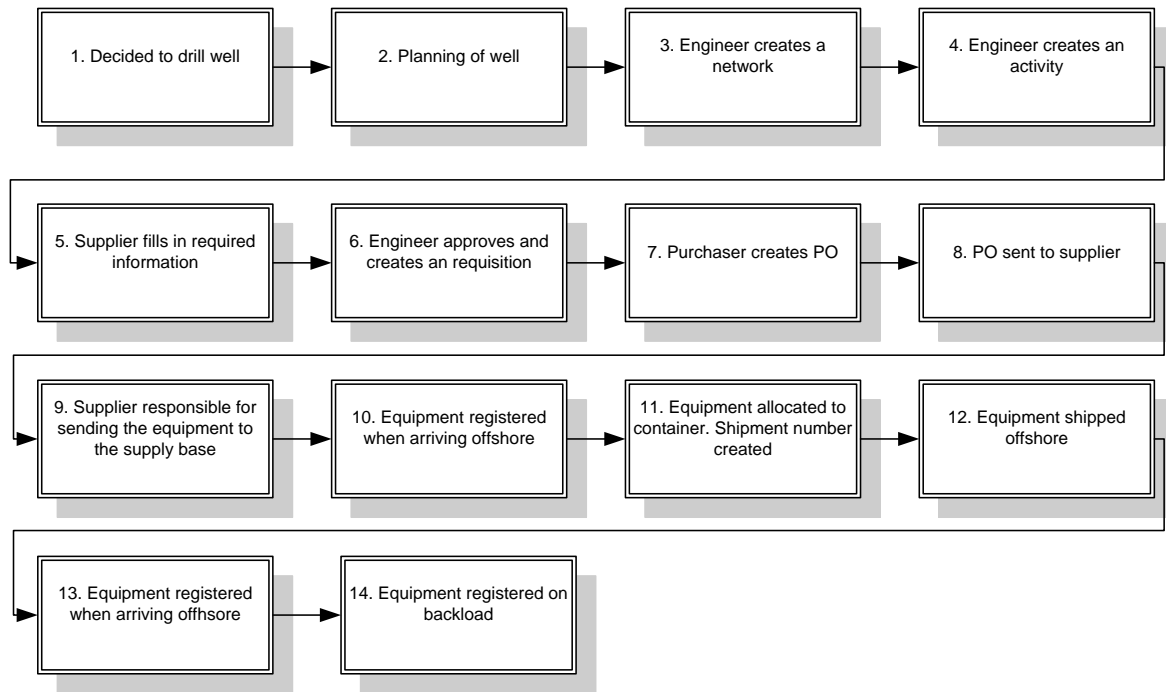 1. Decided to drill well
2. Planning of well
3. Engineer creates a
network
4. Engineer creates an
activity
5. Supplier fills in required
information
6. Engineer approves and
creates an requisition
7. Purchaser creates PO
8. PO sent to supplier
9. Supplier responsible for
sending the equipment to
the supply base
10. Equipment registered
when arriving offshore
11. Equipment allocated to
container. Shipment number
created
12. Equipment shipped
offshore
13. Equipment registered
when arriving offhsore
14. Equipment registered on
backload